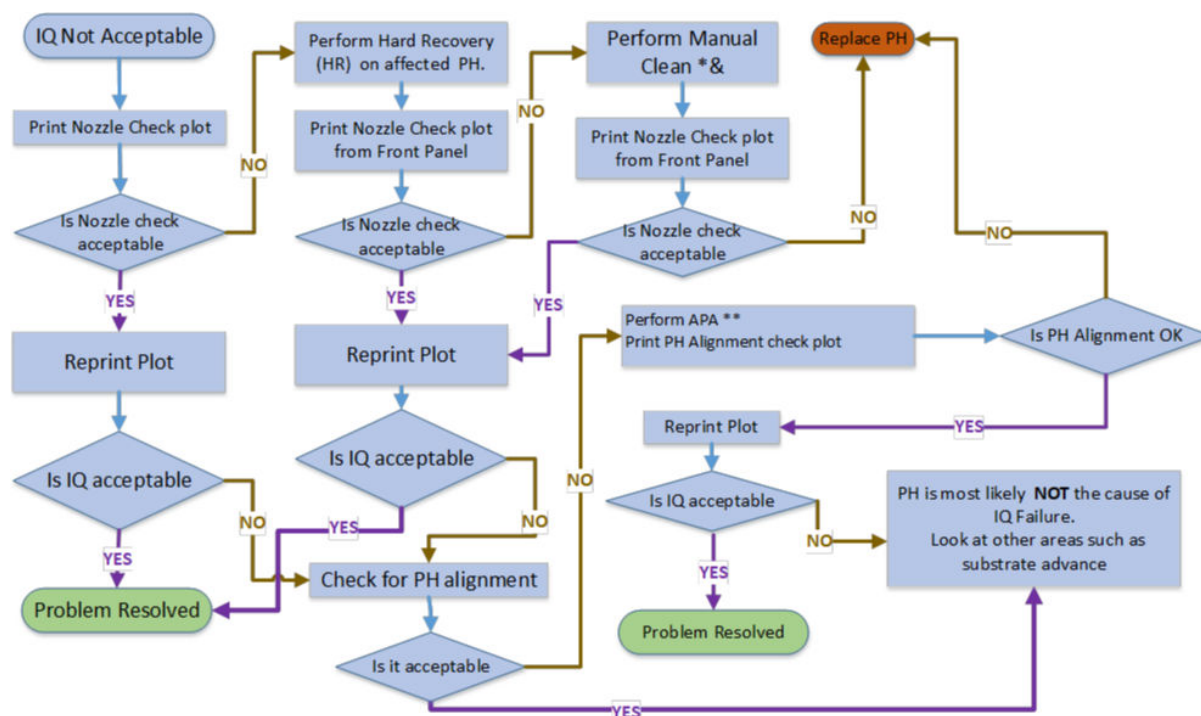 IQ Not Acceptable
Print Nozzle Check plot
Is Nozzle check
acceptable
NO
YES
Reprint Plot
Is IQ acceptable
NO
YES
Problem Resolved
Perform Hard Recovery
(HR) on affected PH.
Print Nozzle Check plot
from Front Panel
Is Nozzle check
acceptable
NO
YES
Reprint Plot
Is IQ acceptable
NO
YES
Check for PH alignment
Is it acceptable
NO
YES
Perform Manual
Clean *&
Print Nozzle Check plot
from Front Panel
Is Nozzle check
acceptable
NO
YES
Replace PH
Perform APA **
Print PH Alignment check plot
Is PH Alignment OK
NO
YES
Reprint Plot
Is IQ acceptable
NO
YES
Problem Resolved
PH is most likely NOT the cause of
IQ Failure.
Look at other areas such as
substrate advance